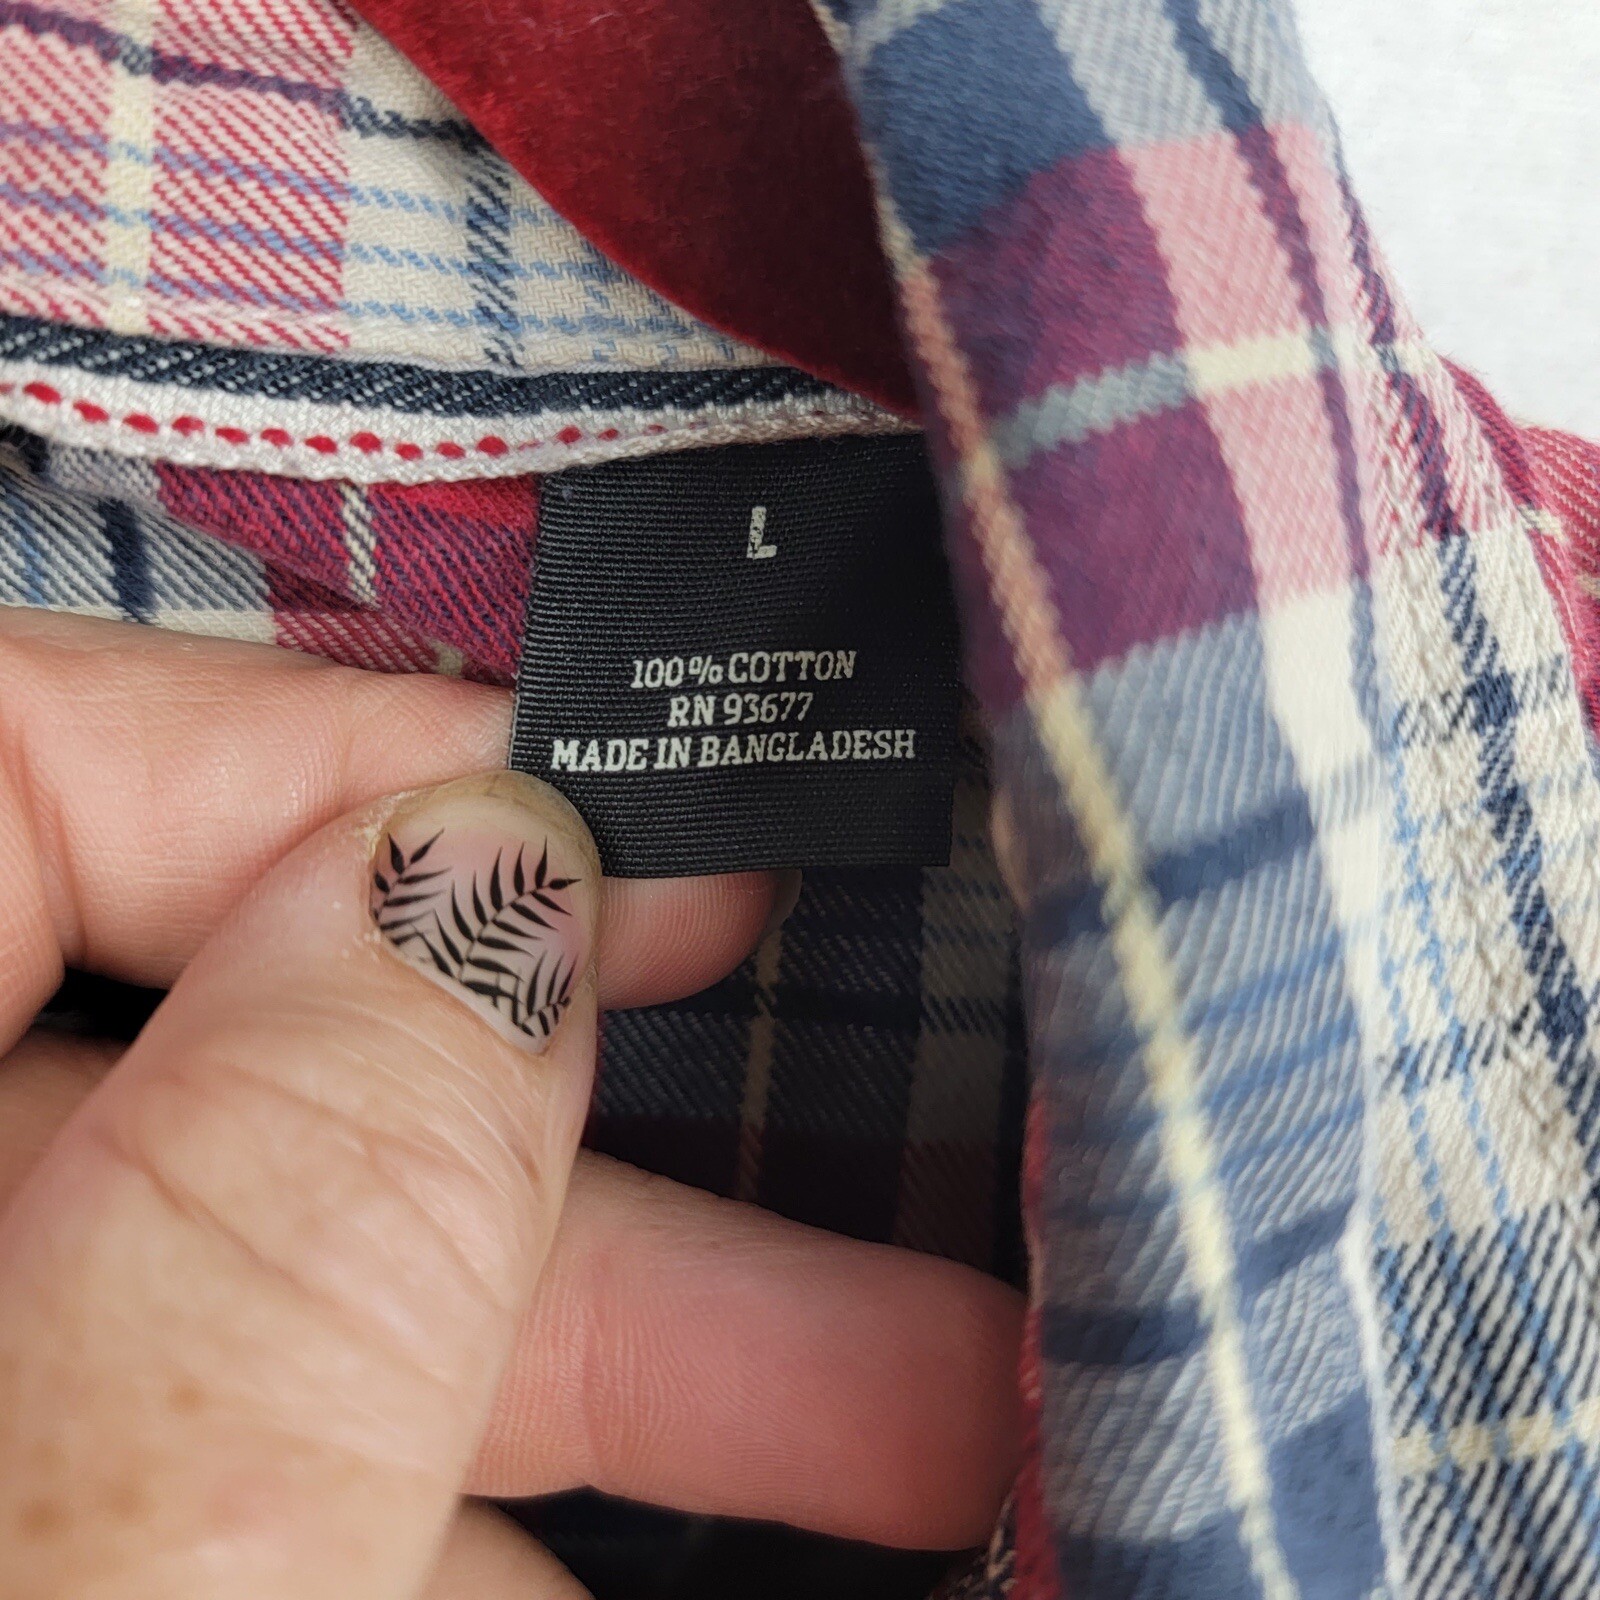 L
100% COTTON
RN 93677
MADE IN BANGLADESH